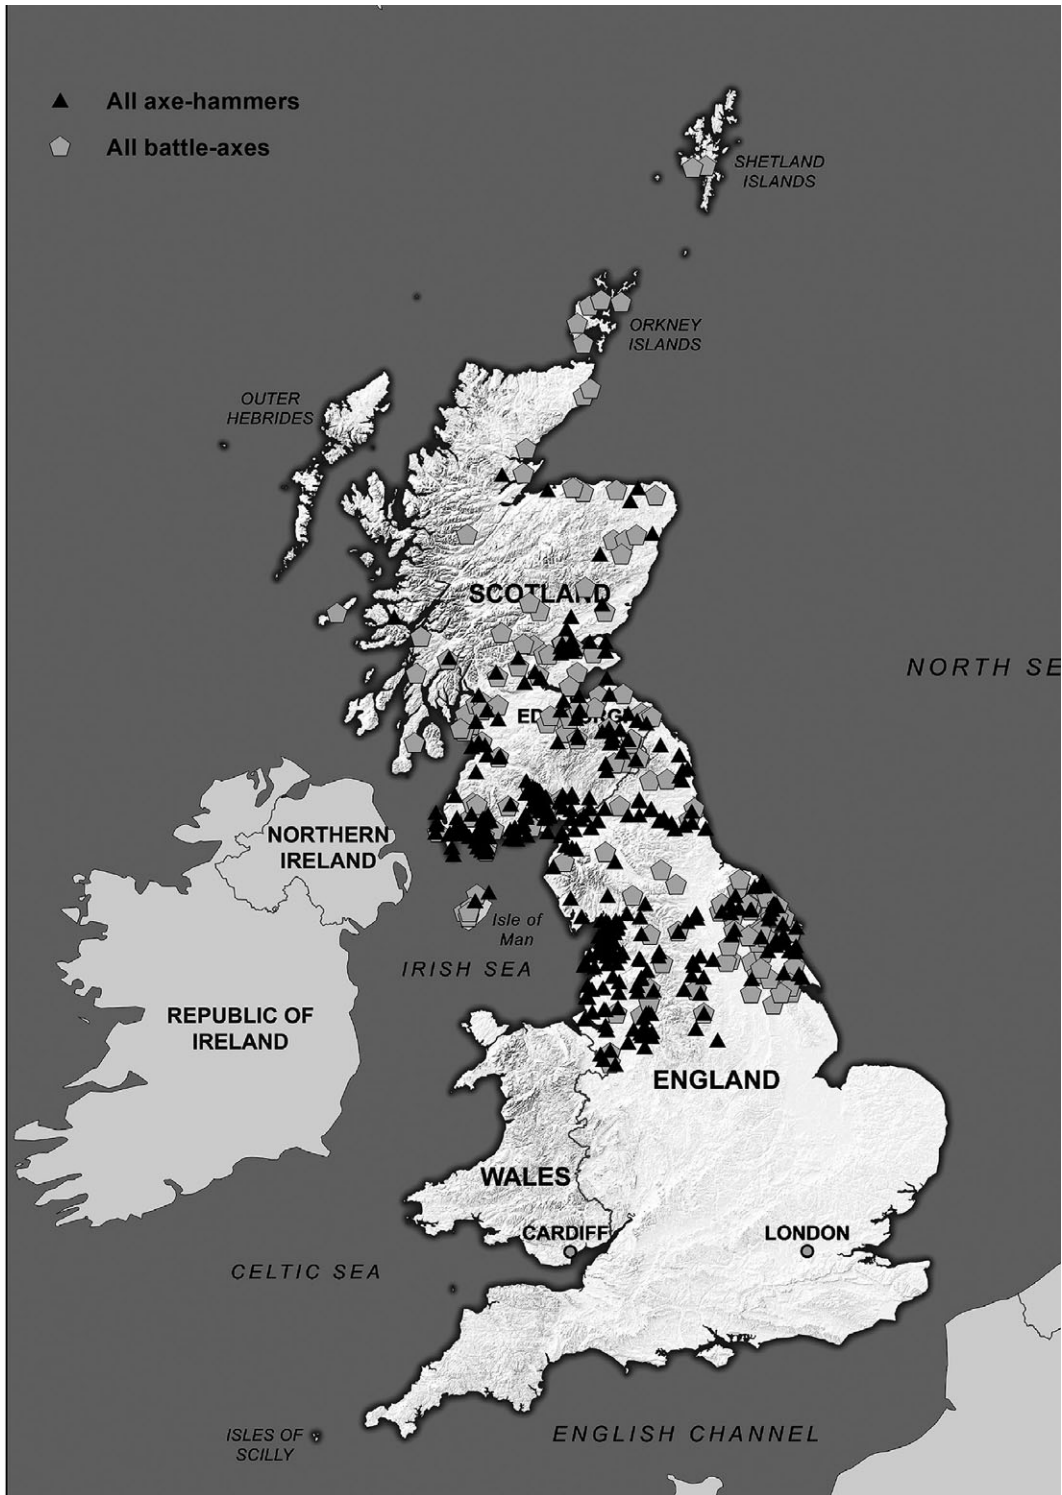 All axe-hammers
All battle-axes
SHETLAND
ISLANDS
ORKNEY
ISLANDS
OUTER
HEBRIDES
SCOTLAND
NORTH SE
NORTHERN
IRELAND
Isle of
Man
IRISH SEA
REPUBLIC OF
IRELAND
ENGLAND
WALES
CARDIFF
LONDON
CELTIC SEA
ISLES OF
SCILLY
ENGLISH CHANNEL